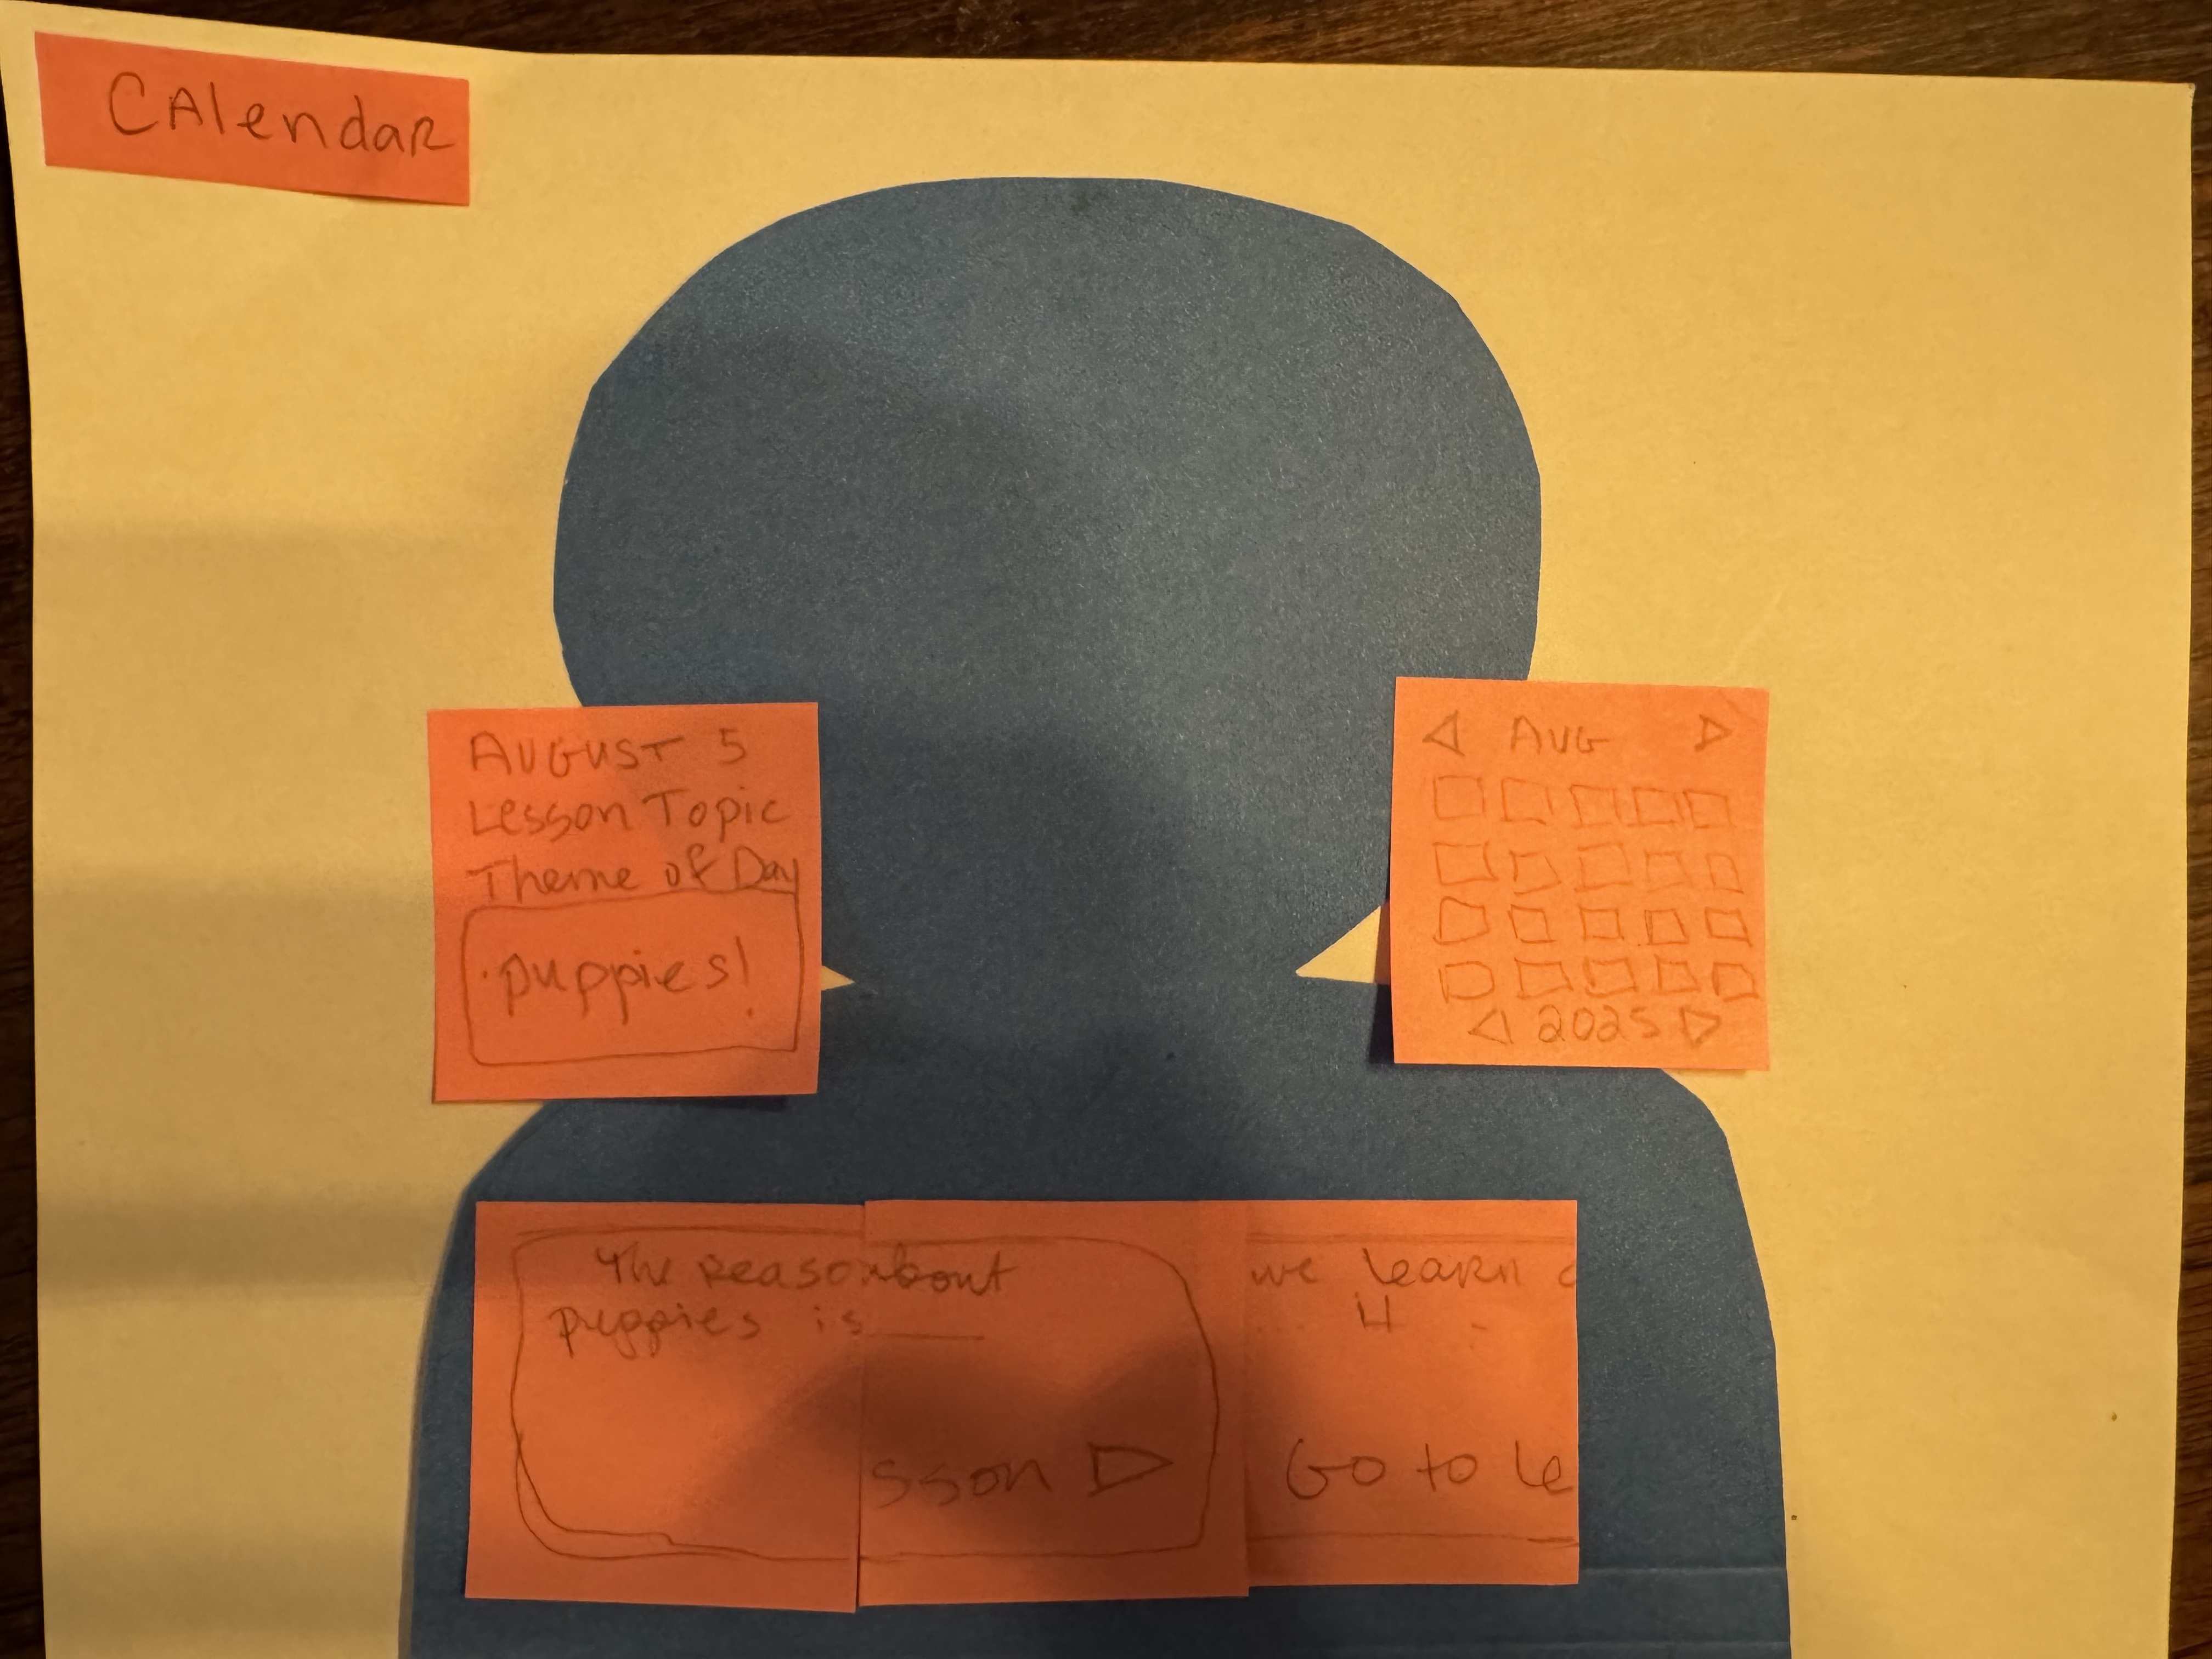 CAlendaR
AUGUST 5
Lesson Topic
Theme of Day
puppies!
AUG
2025
The reaso
puppies is
about
sson
we learn
Go to le